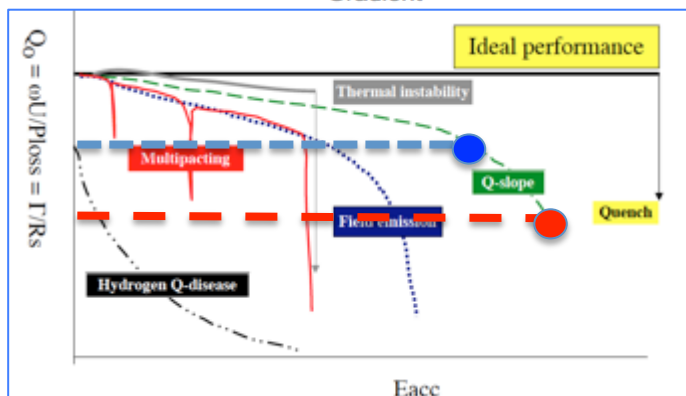 Ideal performance
Thermal instability
Multipacting
Q-slope
Quench
Field emission
Hydrogen Q-disease
Q₀ = ωU/Ploss = Γ/Rs
Eacc